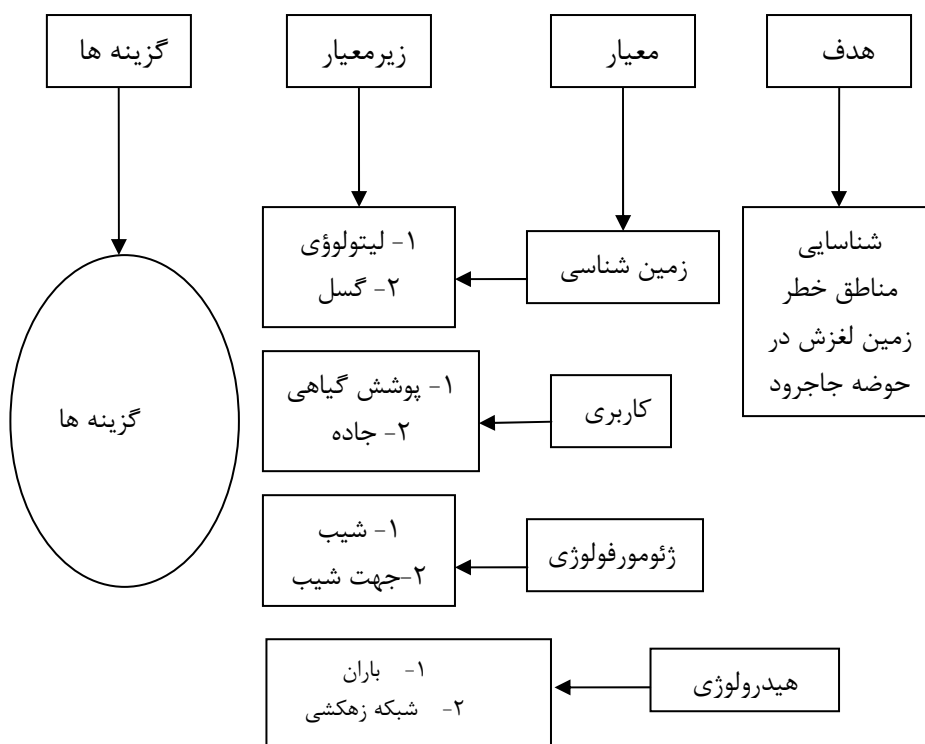 هدف
معیار
زیرمعیار
گزینه ها
شناسایی
مناطق خطر
زمین لغزش در
حوضه جاجرود
زمین شناسی
۱- لیتولوؤی
۲- گسل
کاربری
۱- پوشش گیاهی
۲- جاده
ژئومورفولوژی
۱- شیب
۲-جهت شیب
هیدرولوژی
۱- باران
۲- شبکه زهکشی
گزینه ها